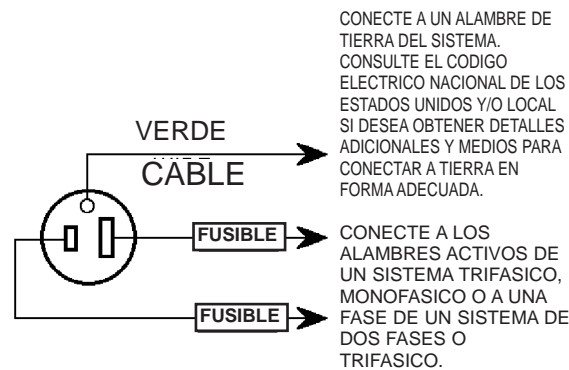 CONECTE A UN ALAMBRE DE
TIERRA DEL SISTEMA.
CONSULTE EL CODIGO
ELECTRICO NACIONAL DE LOS
ESTADOS UNIDOS Y/O LOCAL
SI DESEA OBTENER DETALLES
ADICIONALES Y MEDIOS PARA
CONECTAR A TIERRA EN
FORMA ADECUADA.
VERDE
CABLE
FUSIBLE
CONECTE A LOS
ALAMBRES ACTIVOS DE
UN SISTEMA TRIFASICO,
MONOFASICO O A UNA
FUSIBLE
FASE DE UN SISTEMA DE
DOS FASES O
TRIFASICO.